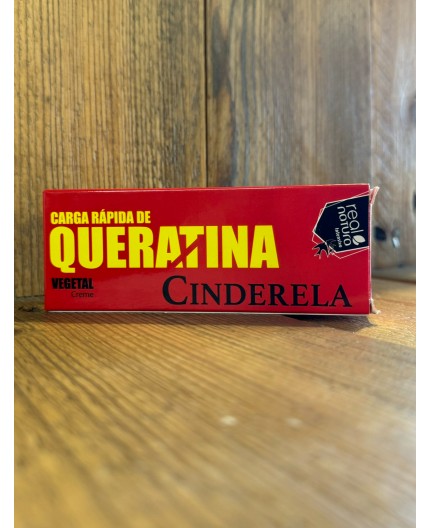 CARGA RÁPIDA DE
QUERATINA
VEGETAL
Creme
CINDERELA
real
natura